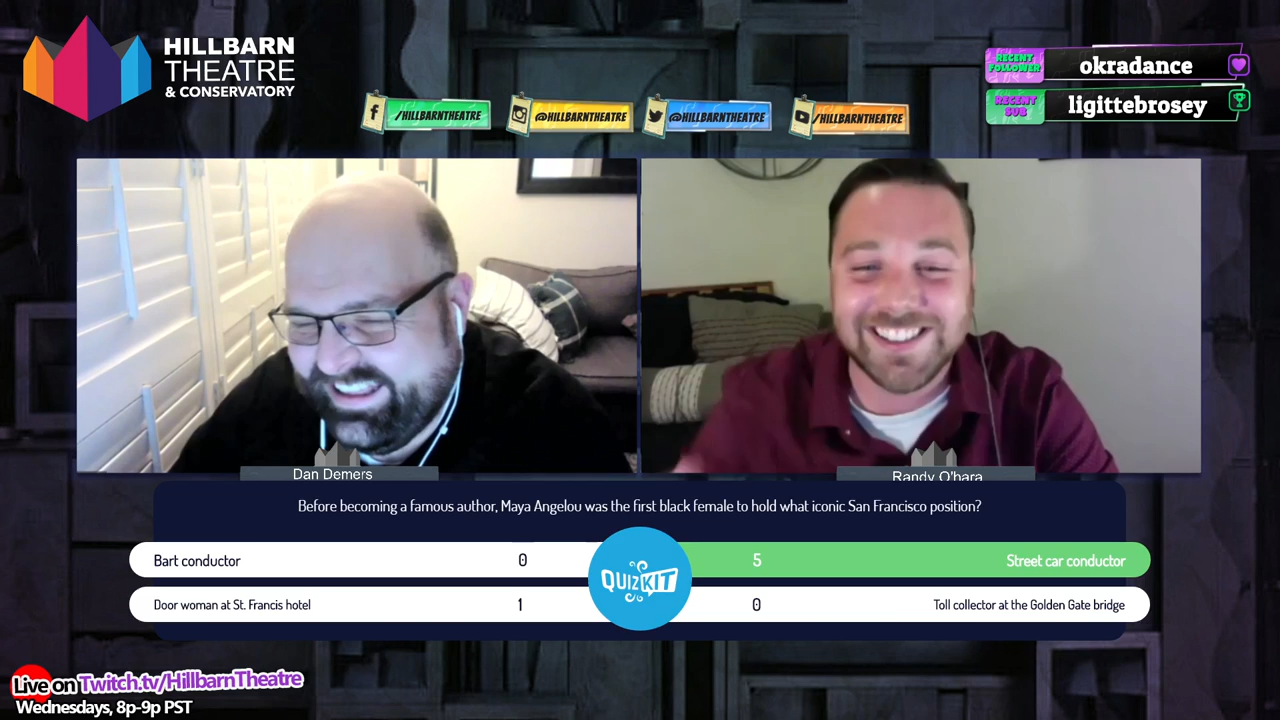 HILLBARN
THEATRE
& CONSERVATORY
/HILLBARNTHEATRE
@HILLBARNTHEATRE
@HILLBARNTHEATRE
/HILLBARNTHEATRE
RECENT
FOLLOWER
okradance
RECENT
SUB
ligittebrosey
Dan Demers
Randy O'hara
Before becoming a famous author, Maya Angelou was the first black female to hold what iconic San Francisco position?
Bart conductor 0
5 Street car conductor
Door woman at St. Francis hotel 1
0 Toll collector at the Golden Gate bridge
QUIZKIT
Live on Twitch.tv/HillbarnTheatre
Wednesdays, 8p-9p PST